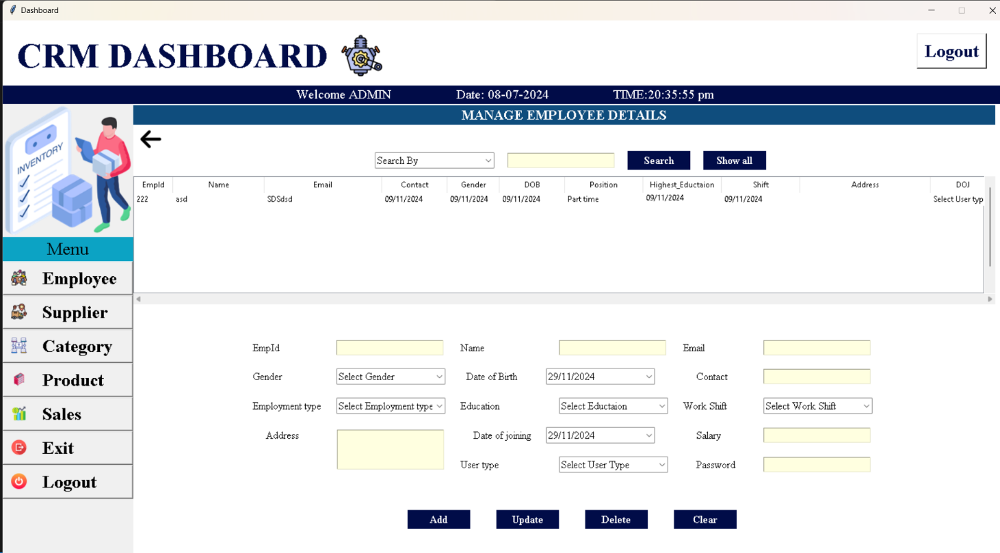 Dashboard
CRM DASHBOARD
Logout
Welcome ADMIN Date: 08-07-2024 TIME:20:35:55 pm
INVENTORY
MANAGE EMPLOYEE DETAILS
Search By Search Show all
EmpId Name Email Contact Gender DOB Position Highest_Eductaion Shift Address DOJ
222 asd SDSdsd 09/11/2024 09/11/2024 09/11/2024 Part time 09/11/2024 09/11/2024 Select User typ
Menu
Employee
Supplier
Category
Product
Sales
Exit
Logout
EmpId Name Email
Gender Select Gender Date of Birth 29/11/2024 Contact
Employment type Select Employment type Education Select Eductaion Work Shift Select Work Shift
Address Date of joining 29/11/2024 Salary
User type Select User Type Password
Add Update Delete Clear